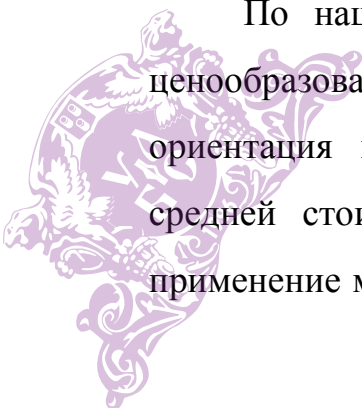 По наш
ценообразова
ориентация
средней стои
применение м